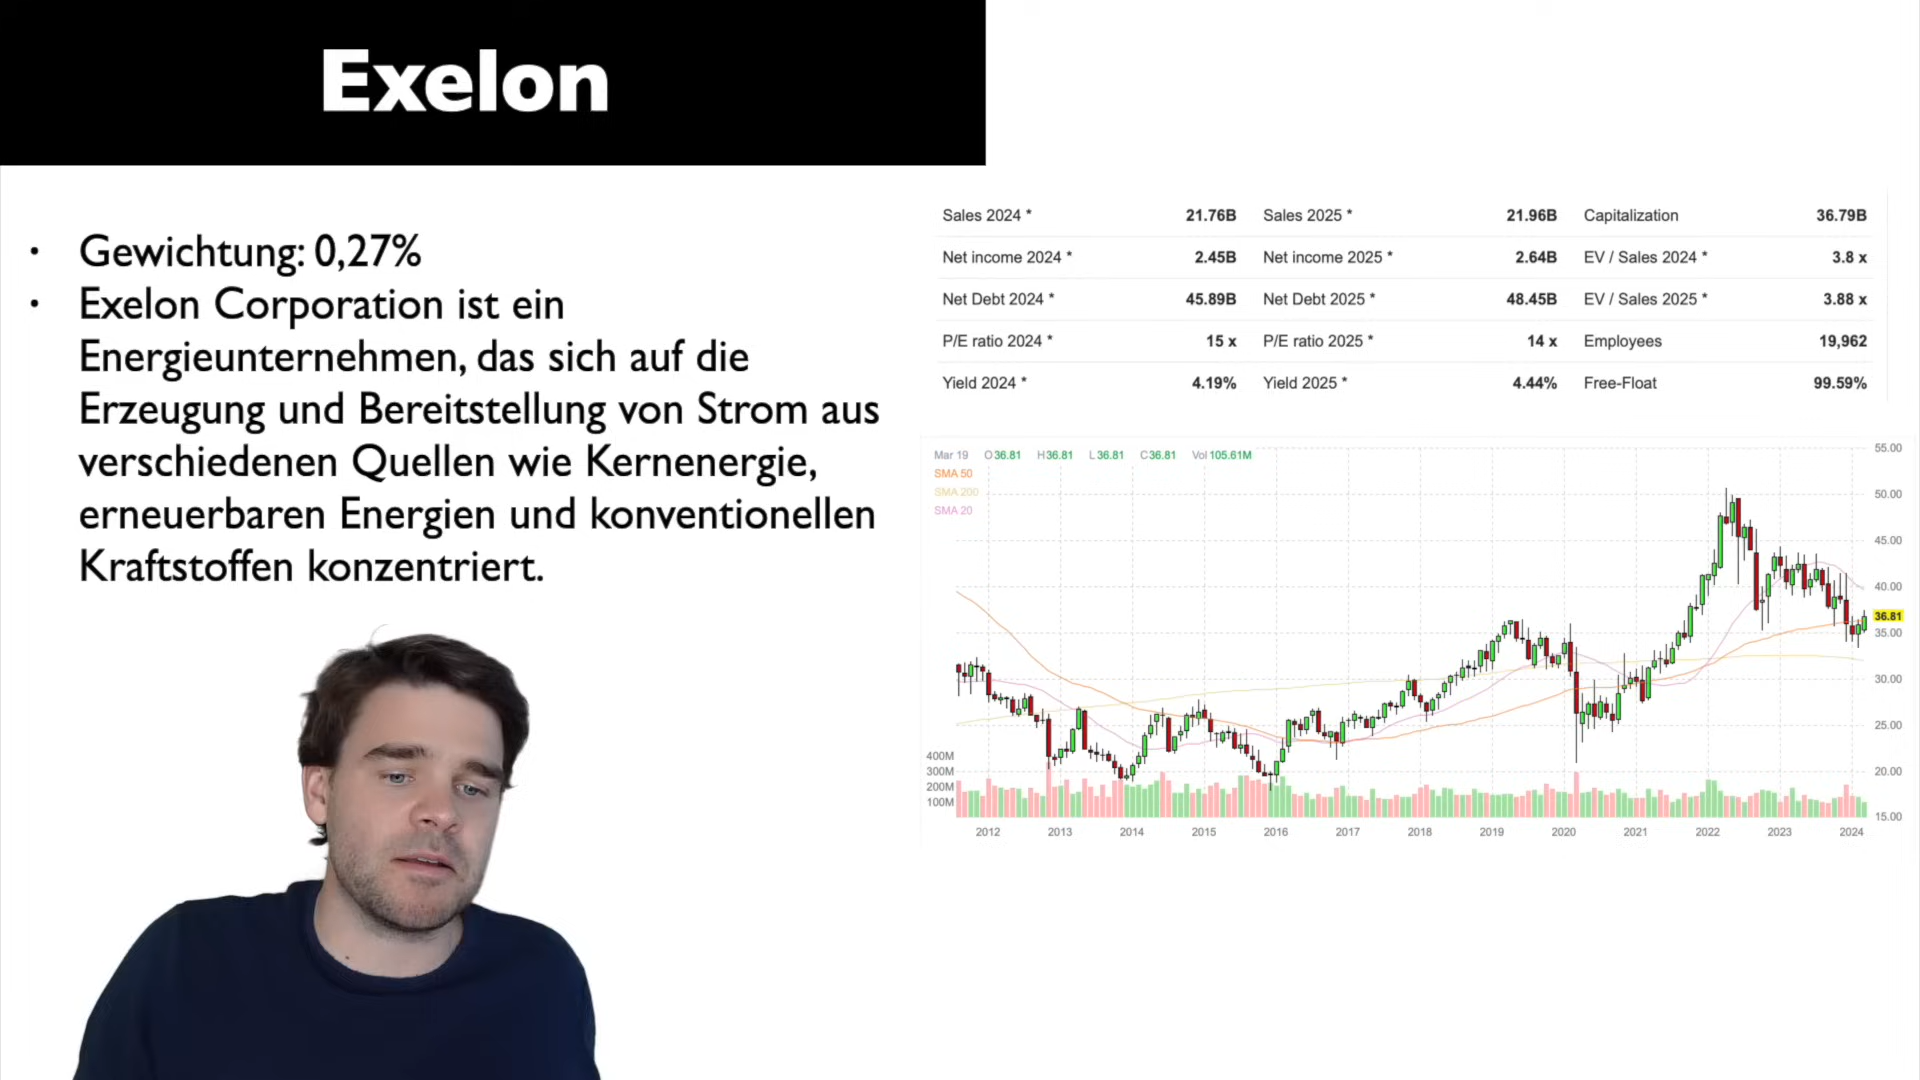 Exelon
• Gewichtung: 0,27%
• Exelon Corporation ist ein
Energieunternehmen, das sich auf die
Erzeugung und Bereitstellung von Strom aus
verschiedenen Quellen wie Kernenergie,
erneuerbaren Energien und konventionellen
Kraftstoffen konzentriert.
Sales 2024 * 21.76B Sales 2025 * 21.96B Capitalization 36.79B
Net income 2024 * 2.45B Net income 2025 * 2.64B EV / Sales 2024 * 3.8 x
Net Debt 2024 * 45.89B Net Debt 2025 * 48.45B EV / Sales 2025 * 3.88 x
P/E ratio 2024 * 15 x P/E ratio 2025 * 14 x Employees 19,962
Yield 2024 * 4.19% Yield 2025 * 4.44% Free-Float 99.59%
Mar 19 O36.81 H36.81 L36.81 C36.81 Vol 105.61M
SMA 50
SMA 200
SMA 20
55.00
50.00
45.00
40.00
36.81
35.00
30.00
25.00
20.00
15.00
400M
300M
200M
100M
2012 2013 2014 2015 2016 2017 2018 2019 2020 2021 2022 2023 2024